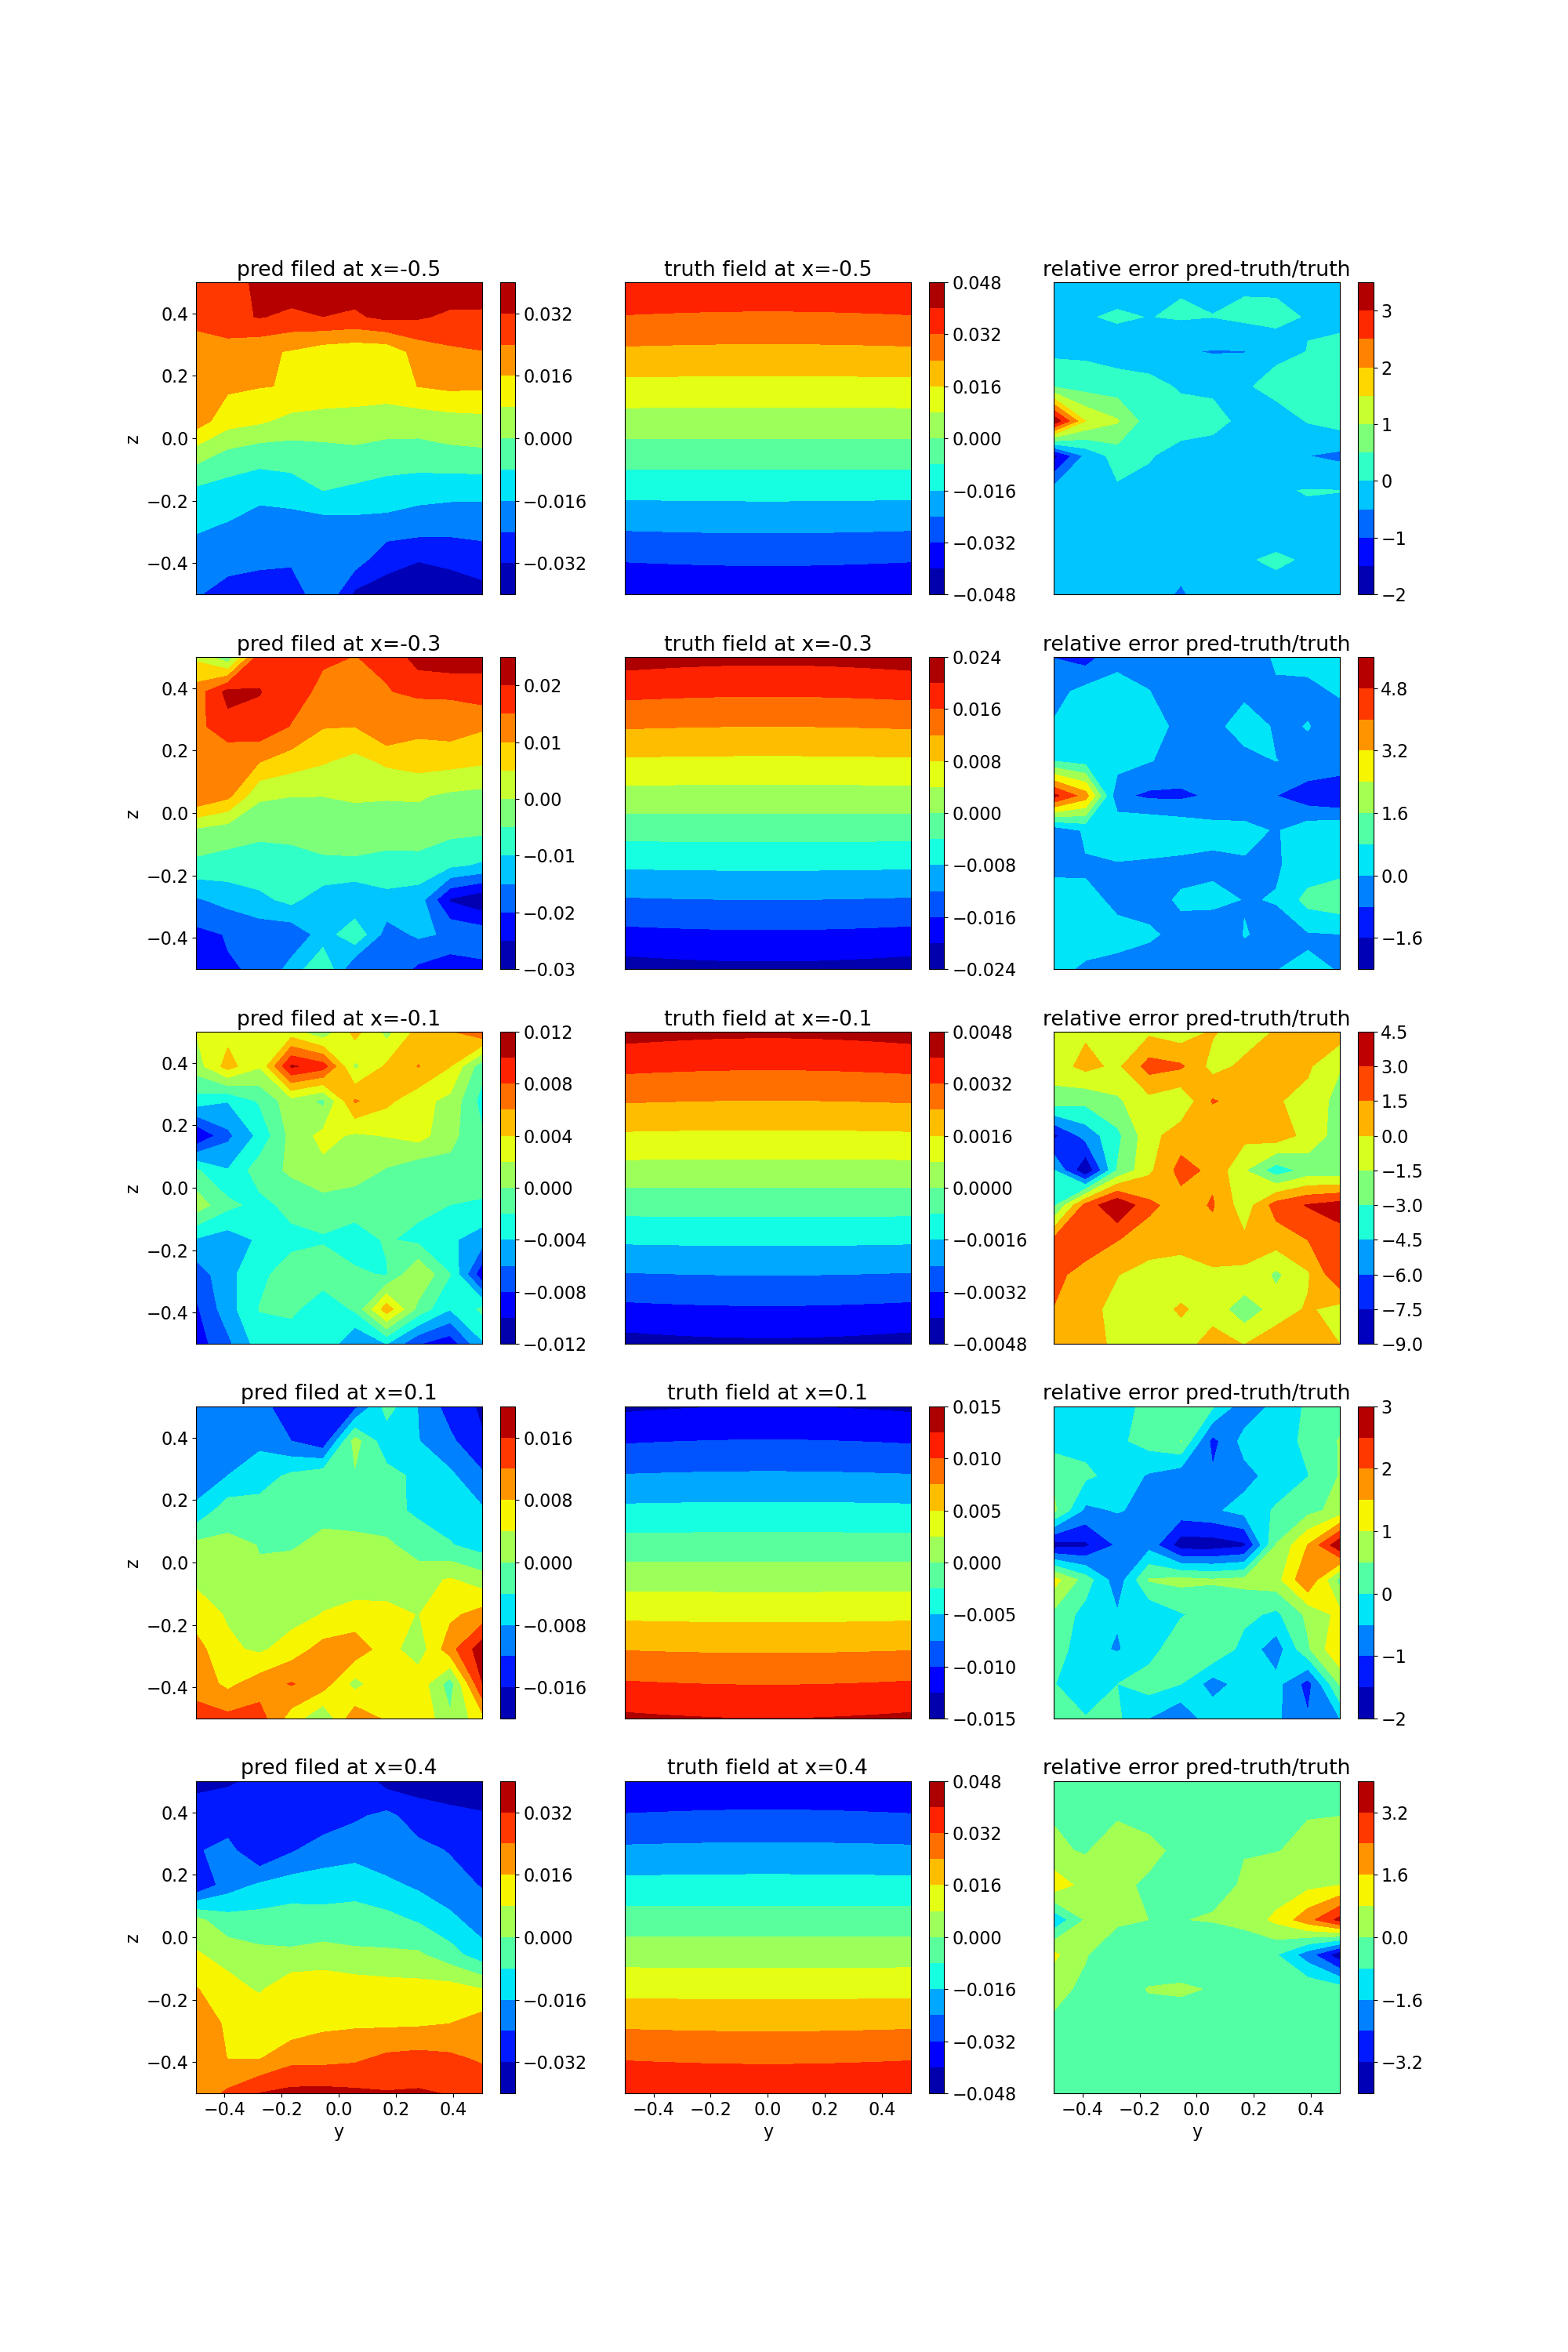 pred filed at x=-0.5 truth field at x=-0.5 relative error pred-truth/truth
0.4 0.2 0.0 −0.2 −0.4
z
0.032 0.016 0.000 −0.016 −0.032
0.048 0.032 0.016 0.000 −0.016 −0.032 −0.048
3 2 1 0 −1 −2
pred filed at x=-0.3 truth field at x=-0.3 relative error pred-truth/truth
0.4 0.2 0.0 −0.2 −0.4
z
0.02 0.01 0.00 −0.01 −0.02 −0.03
0.024 0.016 0.008 0.000 −0.008 −0.016 −0.024
4.8 3.2 1.6 0.0 −1.6
pred filed at x=-0.1 truth field at x=-0.1 relative error pred-truth/truth
0.4 0.2 0.0 −0.2 −0.4
z
0.012 0.008 0.004 0.000 −0.004 −0.008 −0.012
0.0048 0.0032 0.0016 0.0000 −0.0016 −0.0032 −0.0048
4.5 3.0 1.5 0.0 −1.5 −3.0 −4.5 −6.0 −7.5 −9.0
pred filed at x=0.1 truth field at x=0.1 relative error pred-truth/truth
0.4 0.2 0.0 −0.2 −0.4
z
0.016 0.008 0.000 −0.008 −0.016
0.015 0.010 0.005 0.000 −0.005 −0.010 −0.015
3 2 1 0 −1 −2
pred filed at x=0.4 truth field at x=0.4 relative error pred-truth/truth
0.4 0.2 0.0 −0.2 −0.4
z
0.032 0.016 0.000 −0.016 −0.032
0.048 0.032 0.016 0.000 −0.016 −0.032 −0.048
3.2 1.6 0.0 −1.6 −3.2
−0.4 −0.2 0.0 0.2 0.4 −0.4 −0.2 0.0 0.2 0.4 −0.4 −0.2 0.0 0.2 0.4
y y y